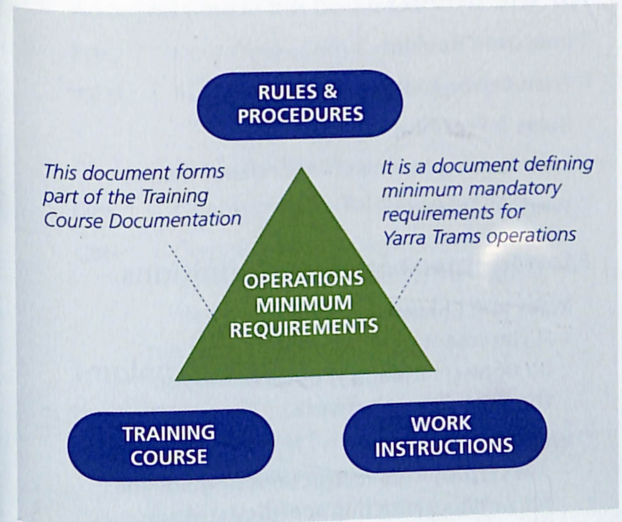 RULES &
PROCEDURES
This document forms
part of the Training
Course Documentation
It is a document defining
minimum mandatory
requirements for
Yarra Trams operations
OPERATIONS
MINIMUM
REQUIREMENTS
TRAINING
COURSE
WORK
INSTRUCTIONS